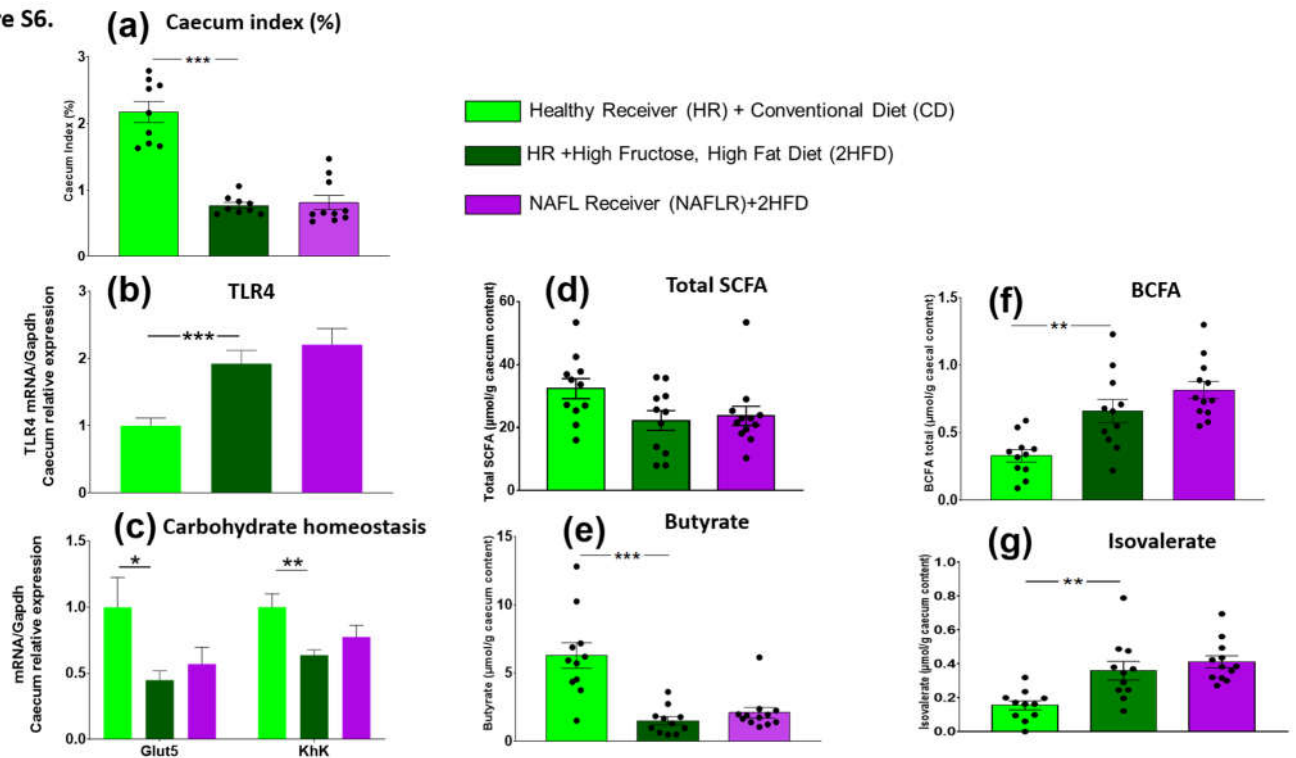 re S6.
(a) Caecum index (%)
Caecum Index (%)
3
2
1
0
***
Healthy Receiver (HR) + Conventional Diet (CD)
HR +High Fructose, High Fat Diet (2HFD)
NAFL Receiver (NAFLR)+2HFD
(b) TLR4
TLR4 mRNA/Gapdh
Caecum relative expression
3
2
1
0
***
(c) Carbohydrate homeostasis
mRNA/Gapdh
Caecum relative expression
1.5
1.0
0.5
0.0
*
**
Glut5 KhK
(d) Total SCFA
Total SCFA (µmol/g caecum content)
60
40
20
0
(e) Butyrate
Butyrate (µmol/g caecum content)
15
10
5
0
***
(f) BCFA
BCFA total (µmol/g caecal content)
1.5
1.0
0.5
0.0
**
(g) Isovalerate
Isovalerate (µmol/g caecum content)
1.0
0.8
0.6
0.4
0.2
0.0
**